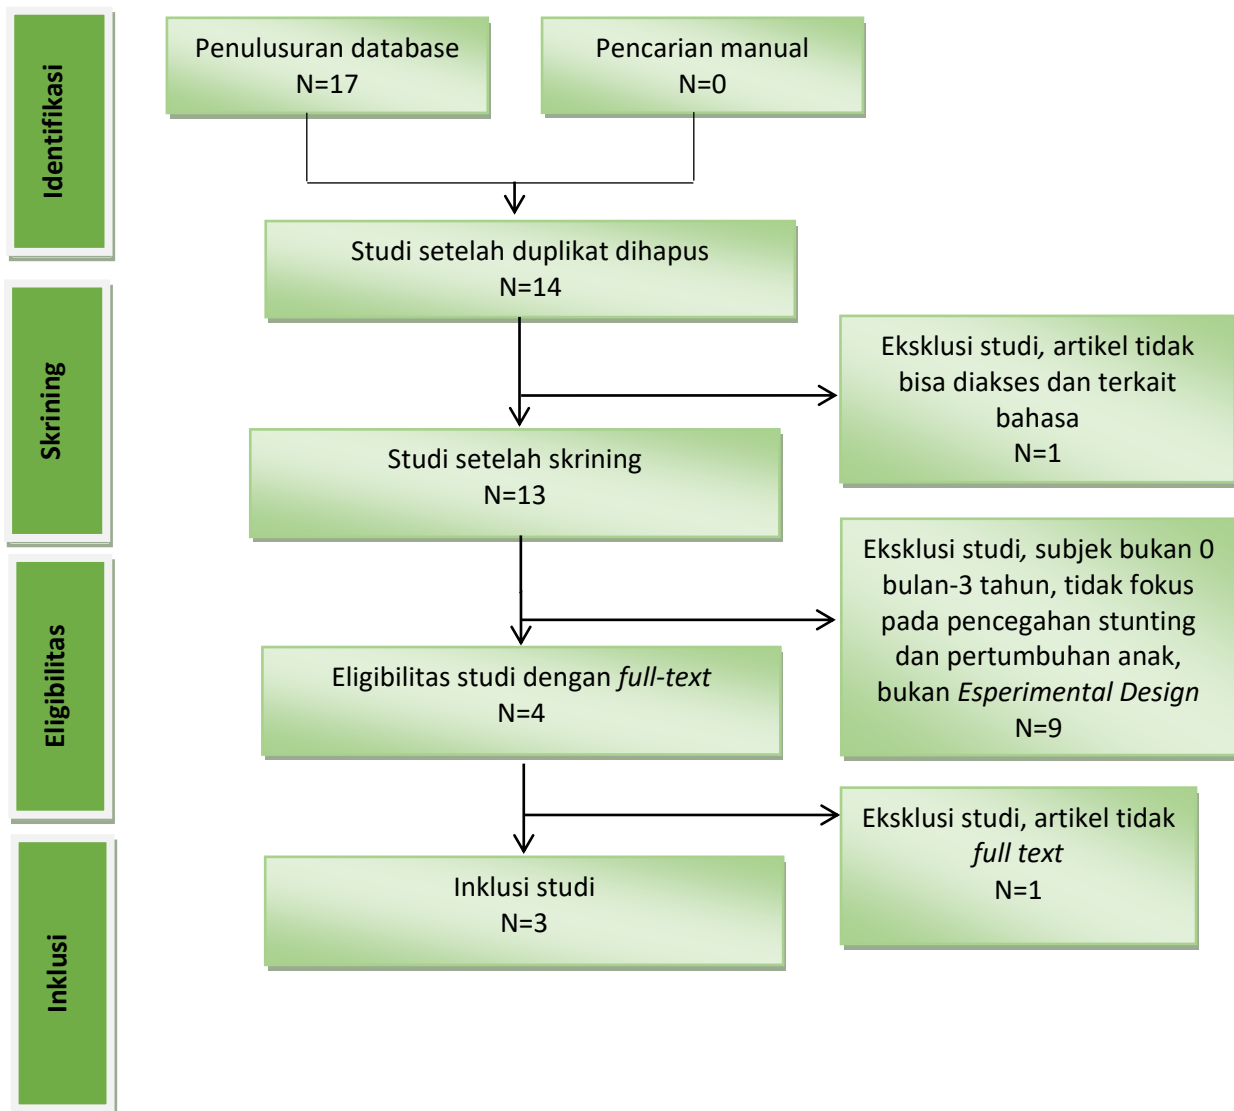 Identifikasi
Penulusuran database
N=17
Pencarian manual
N=0
Studi setelah duplikat dihapus
N=14
Skrining
Eksklusi studi, artikel tidak
bisa diakses dan terkait
bahasa
N=1
Studi setelah skrining
N=13
Eligibilitas
Eksklusi studi, subjek bukan 0
bulan-3 tahun, tidak fokus
pada pencegahan stunting
dan pertumbuhan anak,
bukan Esperimental Design
N=9
Eligibilitas studi dengan full-text
N=4
Eksklusi studi, artikel tidak
full text
N=1
Inklusi
Inklusi studi
N=3